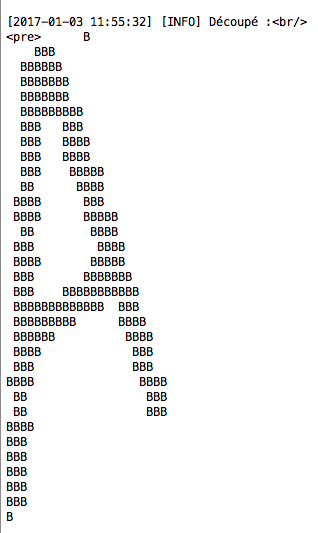 [2017-01-03 11:55:32] [INFO] Découpé :<br/>
<pre>      B
    BBB
  BBBBBB
  BBBBBBB
  BBBBBBB
  BBBBBBBBB
  BBB   BBB
  BBB   BBBB
  BBB   BBBB
  BBB    BBBBB
  BB      BBBB
 BBBB      BBB
 BBBB      BBBBB
  BB        BBBB
 BBB         BBBB
 BBBB       BBBBB
 BBB       BBBBBBB
 BBB    BBBBBBBBBBB
 BBBBBBBBBBBBB  BBB
 BBBBBBBBB      BBBB
 BBBBBB          BBBB
 BBBB             BBB
 BBB              BBB
BBBB               BBBB
 BB                 BBB
 BB                 BBB
BBBB
BBB
BBB
BBB
BBB
BBB
B